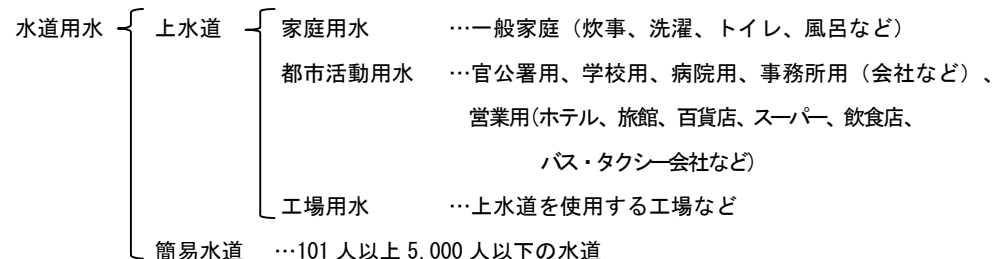 水道用水 上水道 家庭用水 …一般家庭（炊事、洗濯、トイレ、風呂など）
都市活動用水 …官公署用、学校用、病院用、事務所用（会社など）、
営業用（ホテル、旅館、百貨店、スーパー、飲食店、
バス・タクシー会社など）
工場用水 …上水道を使用する工場など
簡易水道 …101 人以上 5,000 人以下の水道